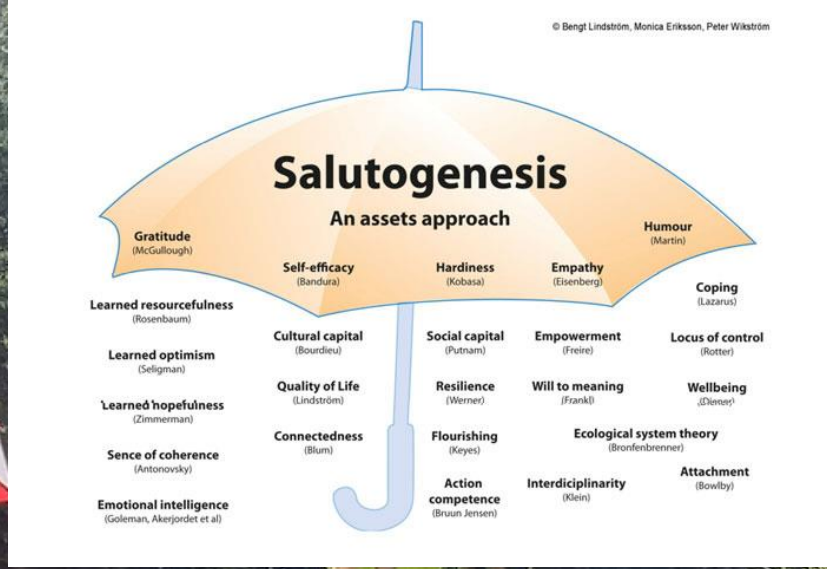 © Bengt Lindström, Monica Eriksson, Peter Wikström
Salutogenesis
An assets approach
Gratitude
(McGullough)
Humour
(Martin)
Self-efficacy
(Bandura)
Hardiness
(Kobasa)
Empathy
(Eisenberg)
Coping
(Lazarus)
Learned resourcefulness
(Rosenbaum)
Cultural capital
(Bourdieu)
Social capital
(Putnam)
Empowerment
(Freire)
Locus of control
(Rotter)
Learned optimism
(Seligman)
Quality of Life
(Lindström)
Resilience
(Werner)
Will to meaning
(Frankl)
Wellbeing
(Diener)
Learned hopefulness
(Zimmerman)
Connectedness
(Blum)
Flourishing
(Keyes)
Ecological system theory
(Bronfenbrenner)
Sence of coherence
(Antonovsky)
Action
competence
(Bruun Jensen)
Interdiciplinarity
(Klein)
Attachment
(Bowlby)
Emotional intelligence
(Goleman, Akerjordet et al)